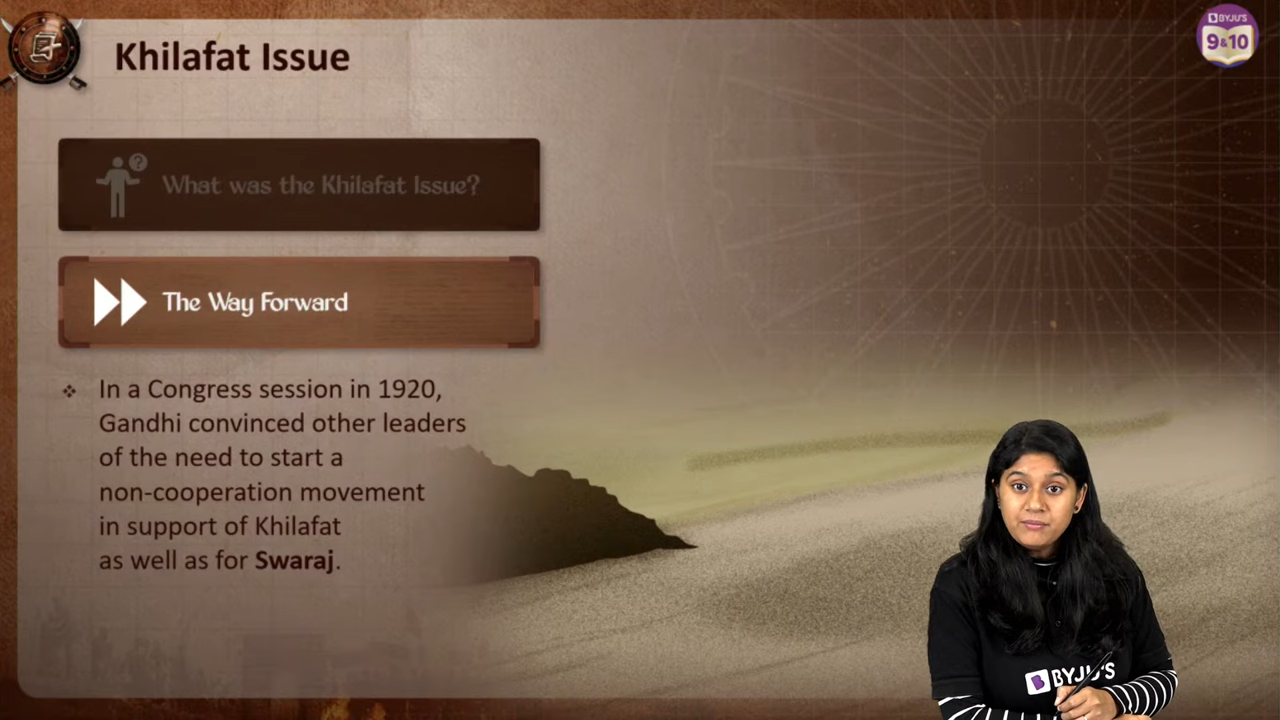 Khilafat Issue
BYJU'S
9&10
What was the Khilafat Issue?
?
The Way Forward
❖ In a Congress session in 1920,
Gandhi convinced other leaders
of the need to start a
non-cooperation movement
in support of Khilafat
as well as for Swaraj.
BYJU'S